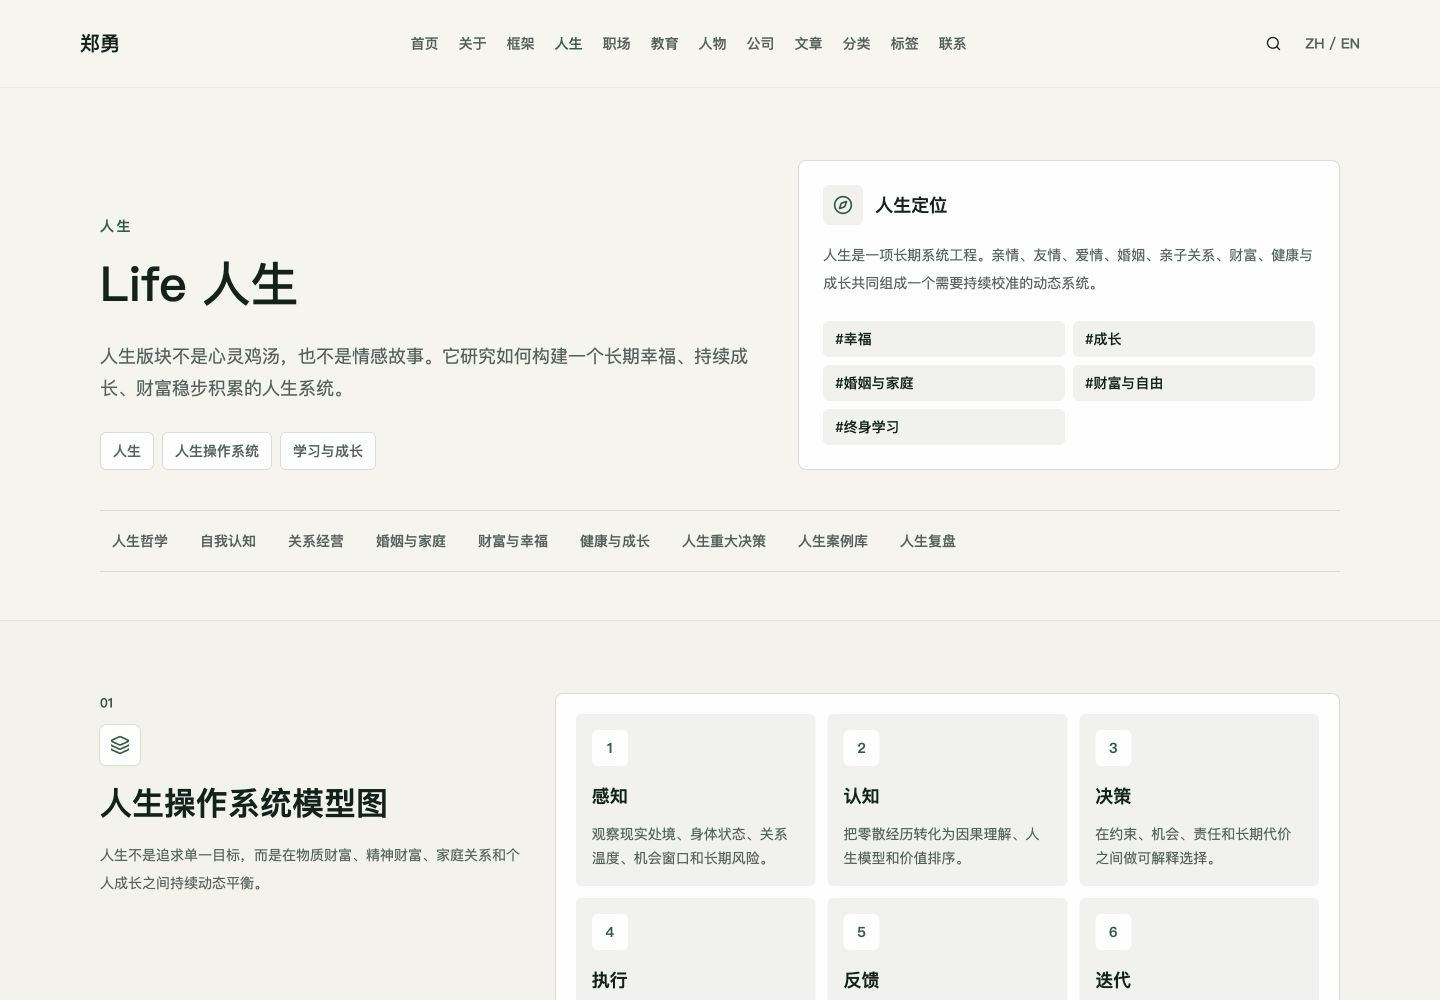 郑勇
首页 关于 框架 人生 职场 教育 人物 公司 文章 分类 标签 联系
ZH / EN
人生
Life 人生
人生版块不是心灵鸡汤，也不是情感故事。它研究如何构建一个长期幸福、持续成
长、财富稳步积累的人生系统。
人生 人生操作系统 学习与成长
人生定位
人生是一项长期系统工程。亲情、友情、爱情、婚姻、亲子关系、财富、健康与
成长共同组成一个需要持续校准的动态系统。
#幸福 #成长
#婚姻与家庭 #财富与自由
#终身学习
人生哲学 自我认知 关系经营 婚姻与家庭 财富与幸福 健康与成长 人生重大决策 人生案例库 人生复盘
01
人生操作系统模型图
人生不是追求单一目标，而是在物质财富、精神财富、家庭关系和个
人成长之间持续动态平衡。
1
感知
观察现实处境、身体状态、关系
温度、机会窗口和长期风险。
2
认知
把零散经历转化为因果理解、人
生模型和价值排序。
3
决策
在约束、机会、责任和长期代价
之间做可解释选择。
4
执行
5
反馈
6
迭代